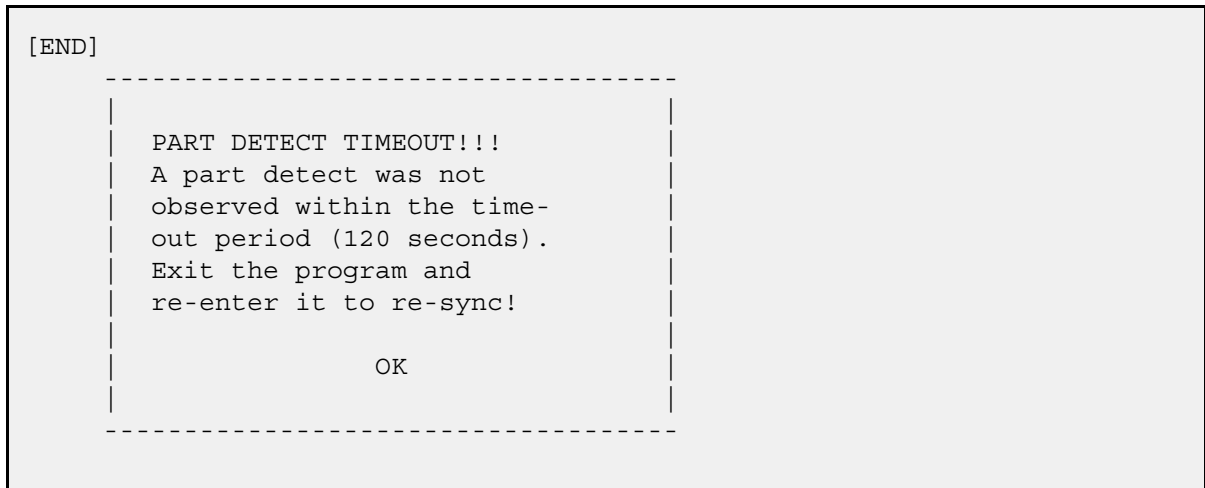 [END]
------------------------------------
| |
| PART DETECT TIMEOUT!!! |
| A part detect was not |
| observed within the time- |
| out period (120 seconds). |
| Exit the program and |
| re-enter it to re-sync! |
| |
| OK |
| |
------------------------------------